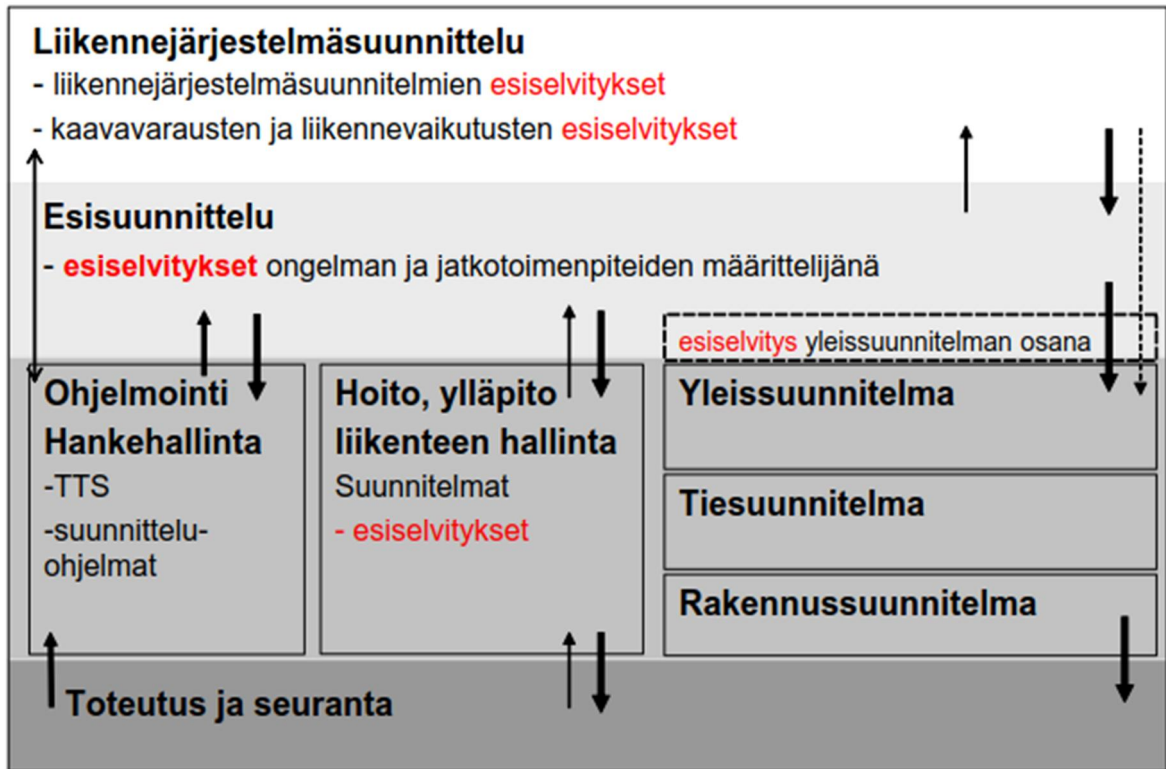 Liikennejärjestelmäsuunnittelu
- liikennejärjestelmäsuunnitelmien esiselvitykset
- kaavavarausten ja liikennevaikutusten esiselvitykset
Esisuunnittelu
- esiselvitykset ongelman ja jatkotoimenpiteiden määrittelijänä
esiselvitys yleissuunnitelman osana
Ohjelmointi
Hankehallinta
-TTS
-suunnittelu-
ohjelmat
Hoito, ylläpito
liikenteen hallinta
Suunnitelmat
- esiselvitykset
Yleissuunnitelma
Tiesuunnitelma
Rakennussuunnitelma
Toteutus ja seuranta